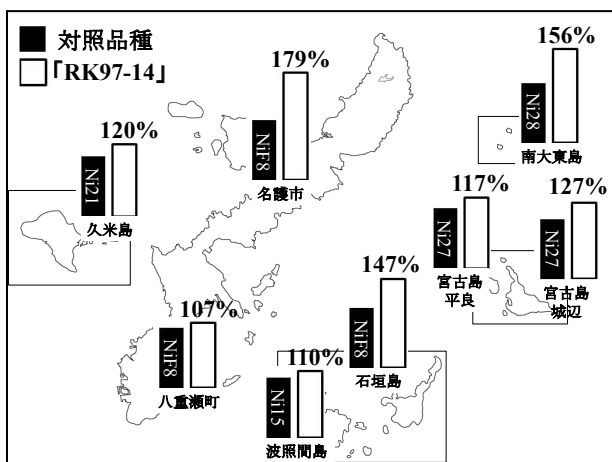 対照品種
「RK97-14」
179%
NiF8
名護市
156%
Ni28
南大東島
120%
Ni21
久米島
117%
Ni27
宮古島
平良
127%
Ni27
宮古島
城辺
147%
NiF8
石垣島
107%
NiF8
八重瀬町
110%
Ni15
波照間島